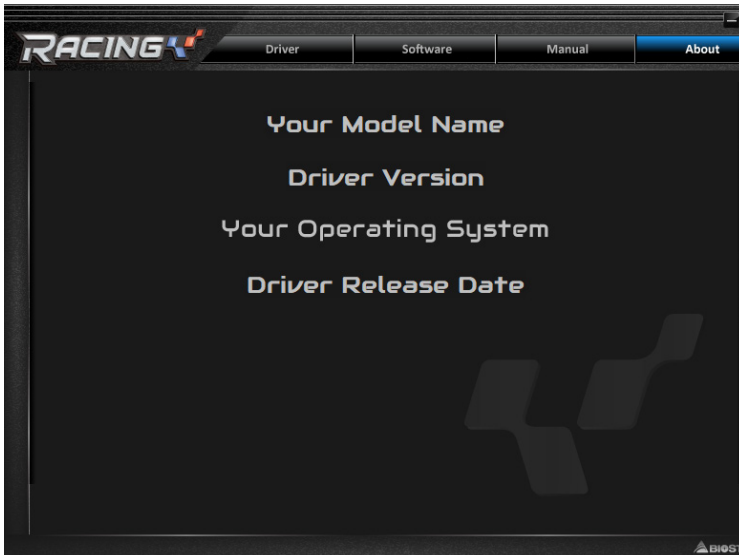 RACING
Driver Software Manual About
Your Model Name
Driver Version
Your Operating System
Driver Release Date
BIOST